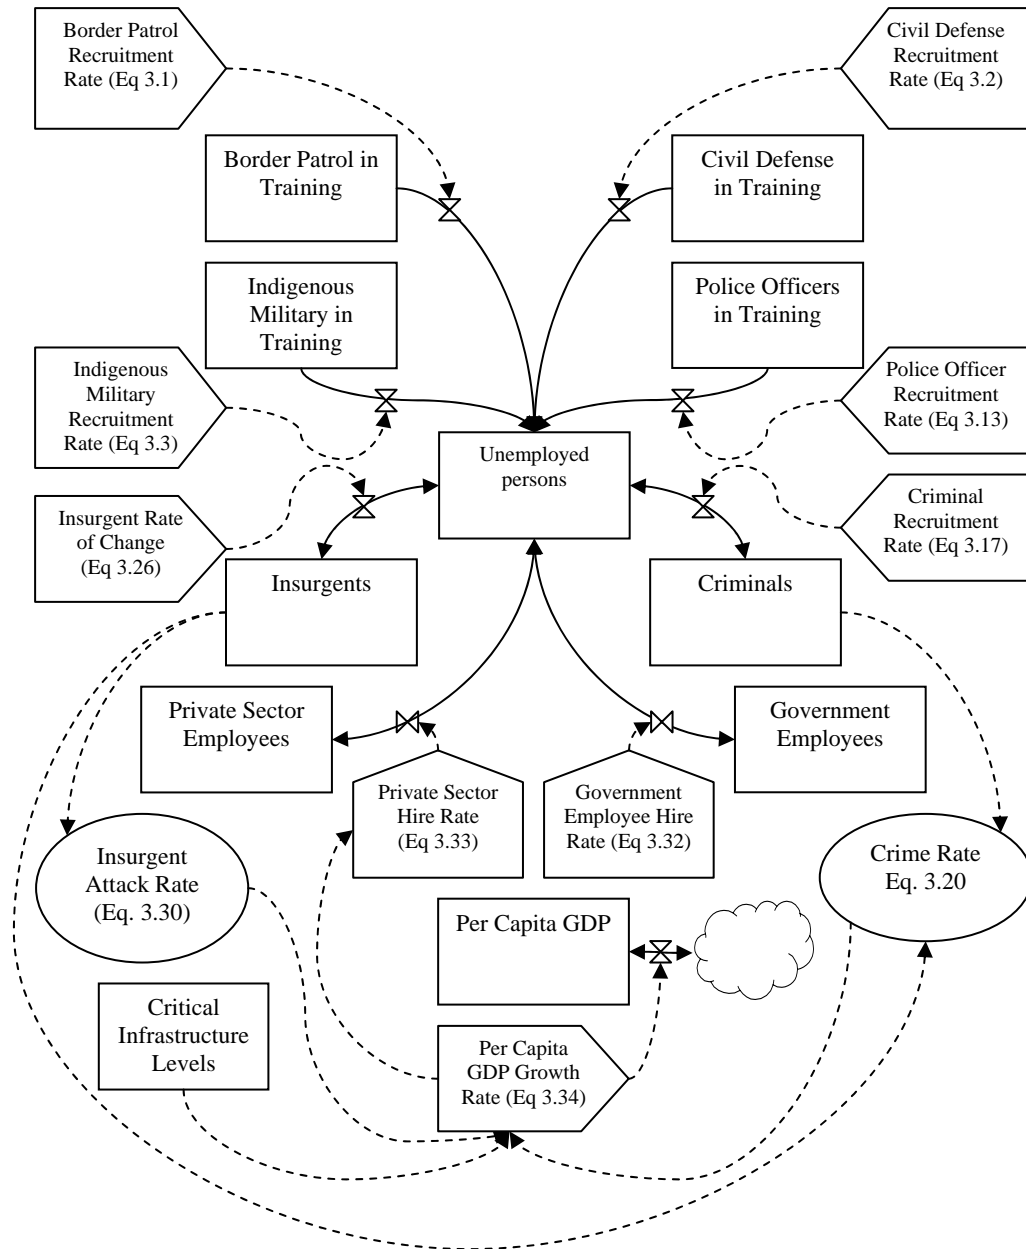 Border Patrol
Recruitment
Rate (Eq 3.1)
Civil Defense
Recruitment
Rate (Eq 3.2)
Border Patrol in
Training
Civil Defense
in Training
Indigenous
Military in
Training
Police Officers
in Training
Indigenous
Military
Recruitment
Rate (Eq 3.3)
Police Officer
Recruitment
Rate (Eq 3.13)
Unemployed
persons
Insurgent Rate
of Change
(Eq 3.26)
Criminal
Recruitment
Rate (Eq 3.17)
Insurgents
Criminals
Private Sector
Employees
Government
Employees
Private Sector
Hire Rate
(Eq 3.33)
Government
Employee Hire
Rate (Eq 3.32)
Insurgent
Attack Rate
(Eq. 3.30)
Crime Rate
Eq. 3.20
Per Capita GDP
Critical
Infrastructure
Levels
Per Capita
GDP Growth
Rate (Eq 3.34)